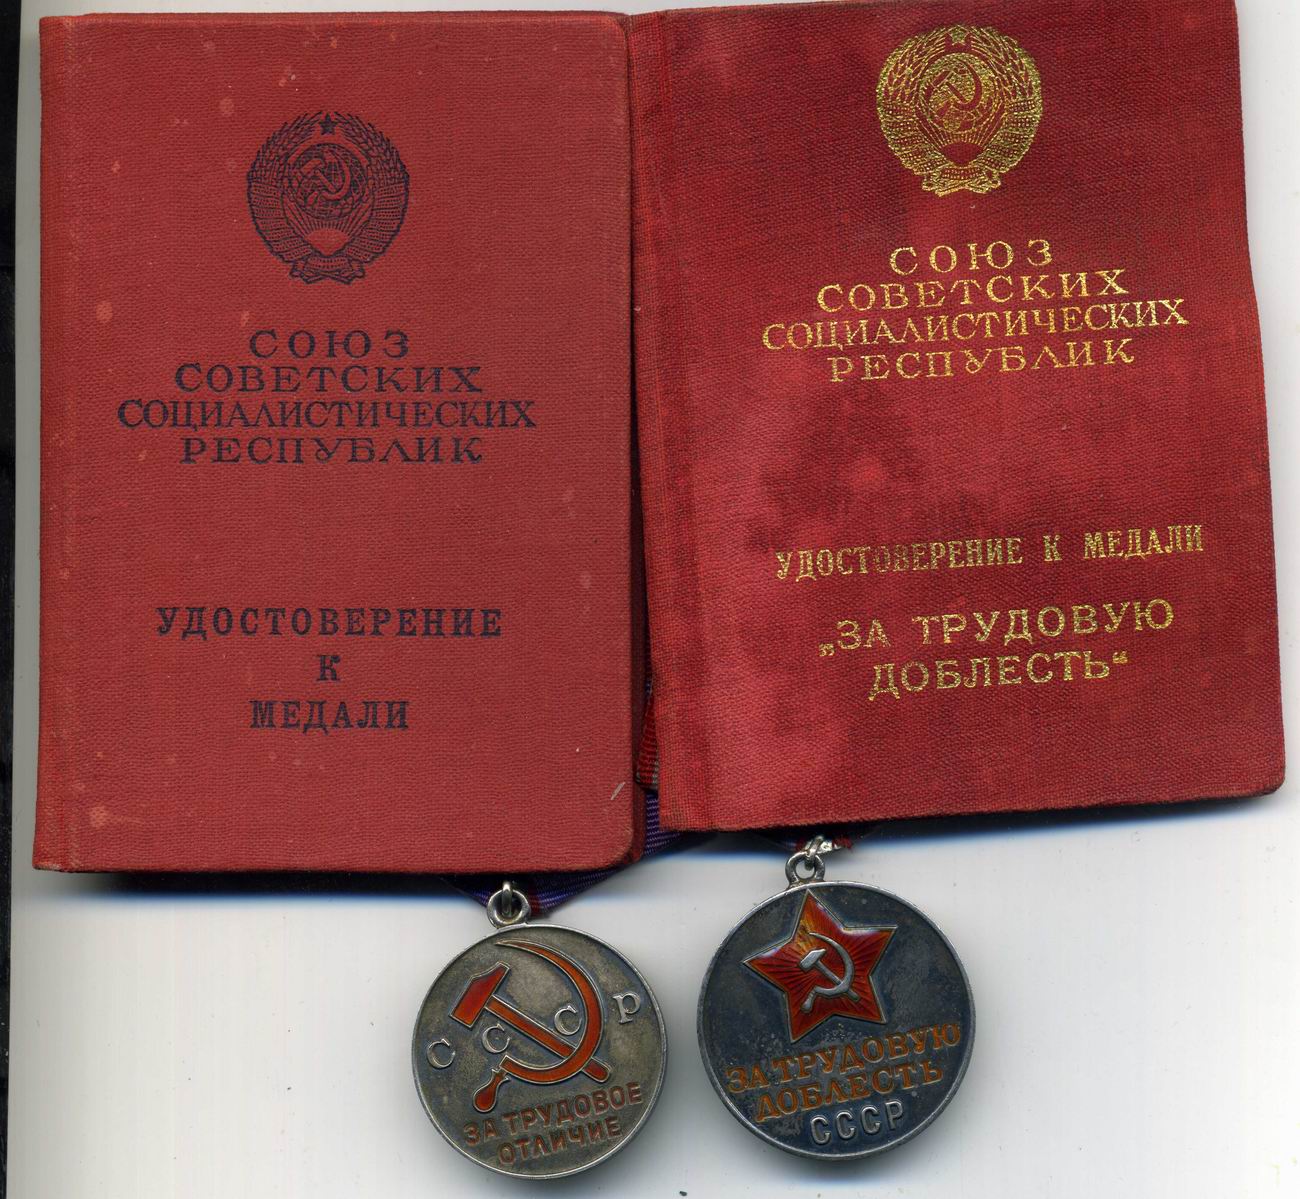 СОЮЗ
СОВЕТСКИХ
СОЦИАЛИСТИЧЕСКИХ
РЕСПУБЛИК
УДОСТОВЕРЕНИЕ
К
МЕДАЛИ
СОЮЗ
СОВЕТСКИХ
СОЦИАЛИСТИЧЕСКИХ
РЕСПУБЛИК
УДОСТОВЕРЕНИЕ К МЕДАЛИ
„ЗА ТРУДОВУЮ
ДОБЛЕСТЬ“
СССР
ЗА ТРУДОВОЕ
ОТЛИЧИЕ
ЗА ТРУДОВУЮ
ДОБЛЕСТЬ
СССР